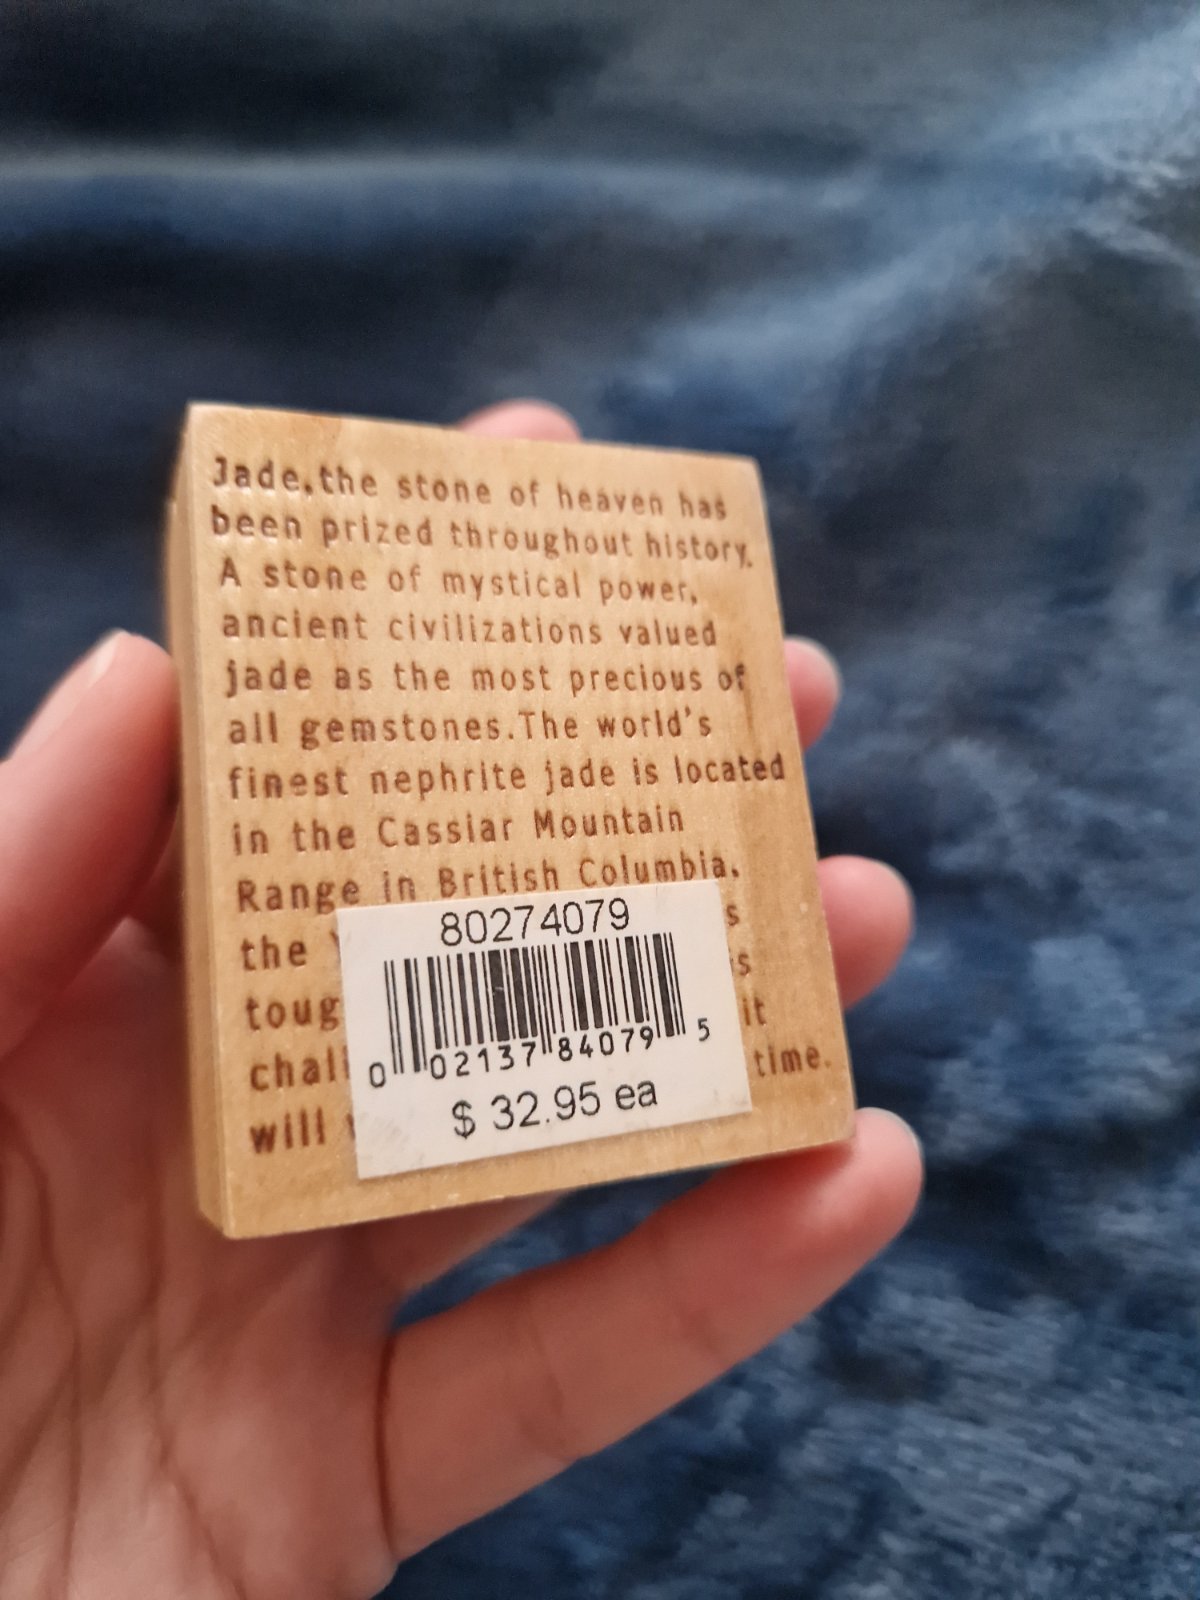 Jade, the stone of heaven has
been prized throughout history.
A stone of mystical power,
ancient civilizations valued
jade as the most precious of
all gemstones. The world's
finest nephrite jade is located
in the Cassiar Mountain
Range in British Columbia,
the
it
time.
will
80274079
0 02137 84079 5
$ 32.95 ea